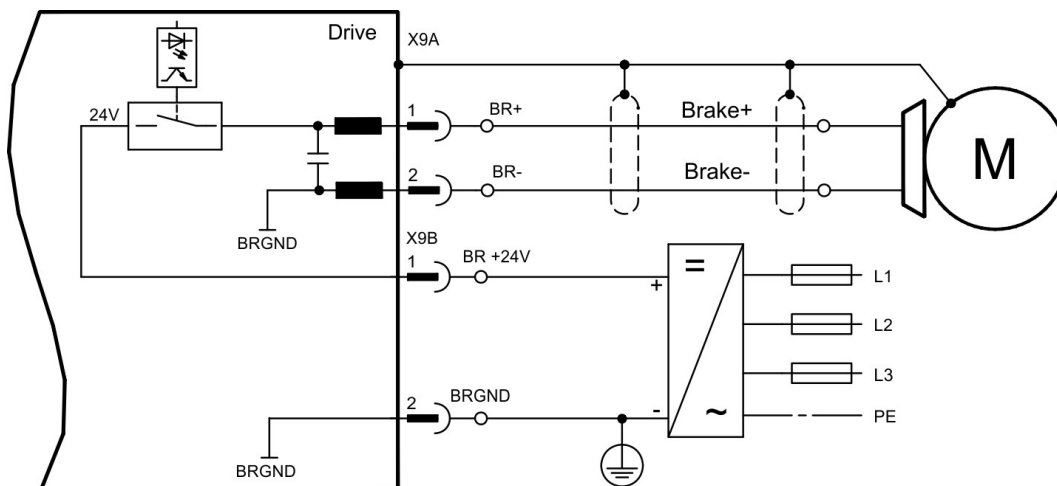 Drive X9A
24V
1 BR+ Brake+
M
2 BR- Brake-
BRGND
X9B
1 BR +24V
+ = L1
L2
L3
2 BRGND - ~ PE
BRGND